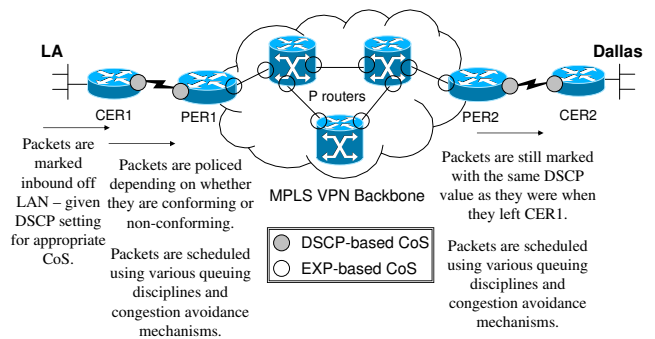 LA
Dallas
CER1
PER1
P routers
PER2
CER2
Packets are
marked
inbound off
LAN – given
DSCP setting
for appropriate
CoS.
Packets are policed
depending on whether
they are conforming or
non-conforming.
Packets are scheduled
using various queuing
disciplines and
congestion avoidance
mechanisms.
MPLS VPN Backbone
DSCP-based CoS
EXP-based CoS
Packets are still marked
with the same DSCP
value as they were when
they left CER1.
Packets are scheduled
using various queuing
disciplines and
congestion avoidance
mechanisms.